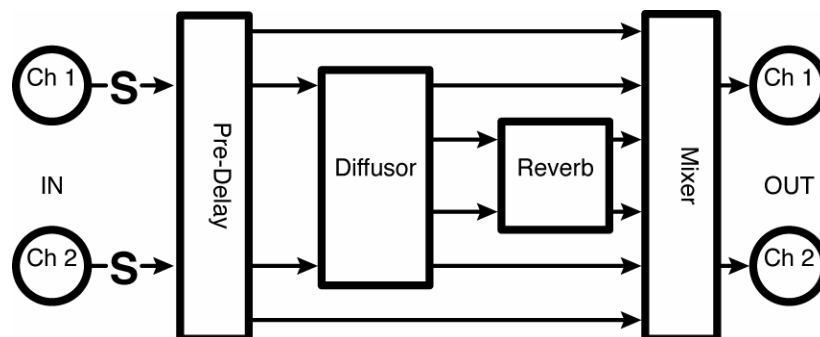 Ch 1
S
Pre-Delay
Diffusor
Reverb
Mixer
Ch 1
IN
OUT
Ch 2
S
Ch 2